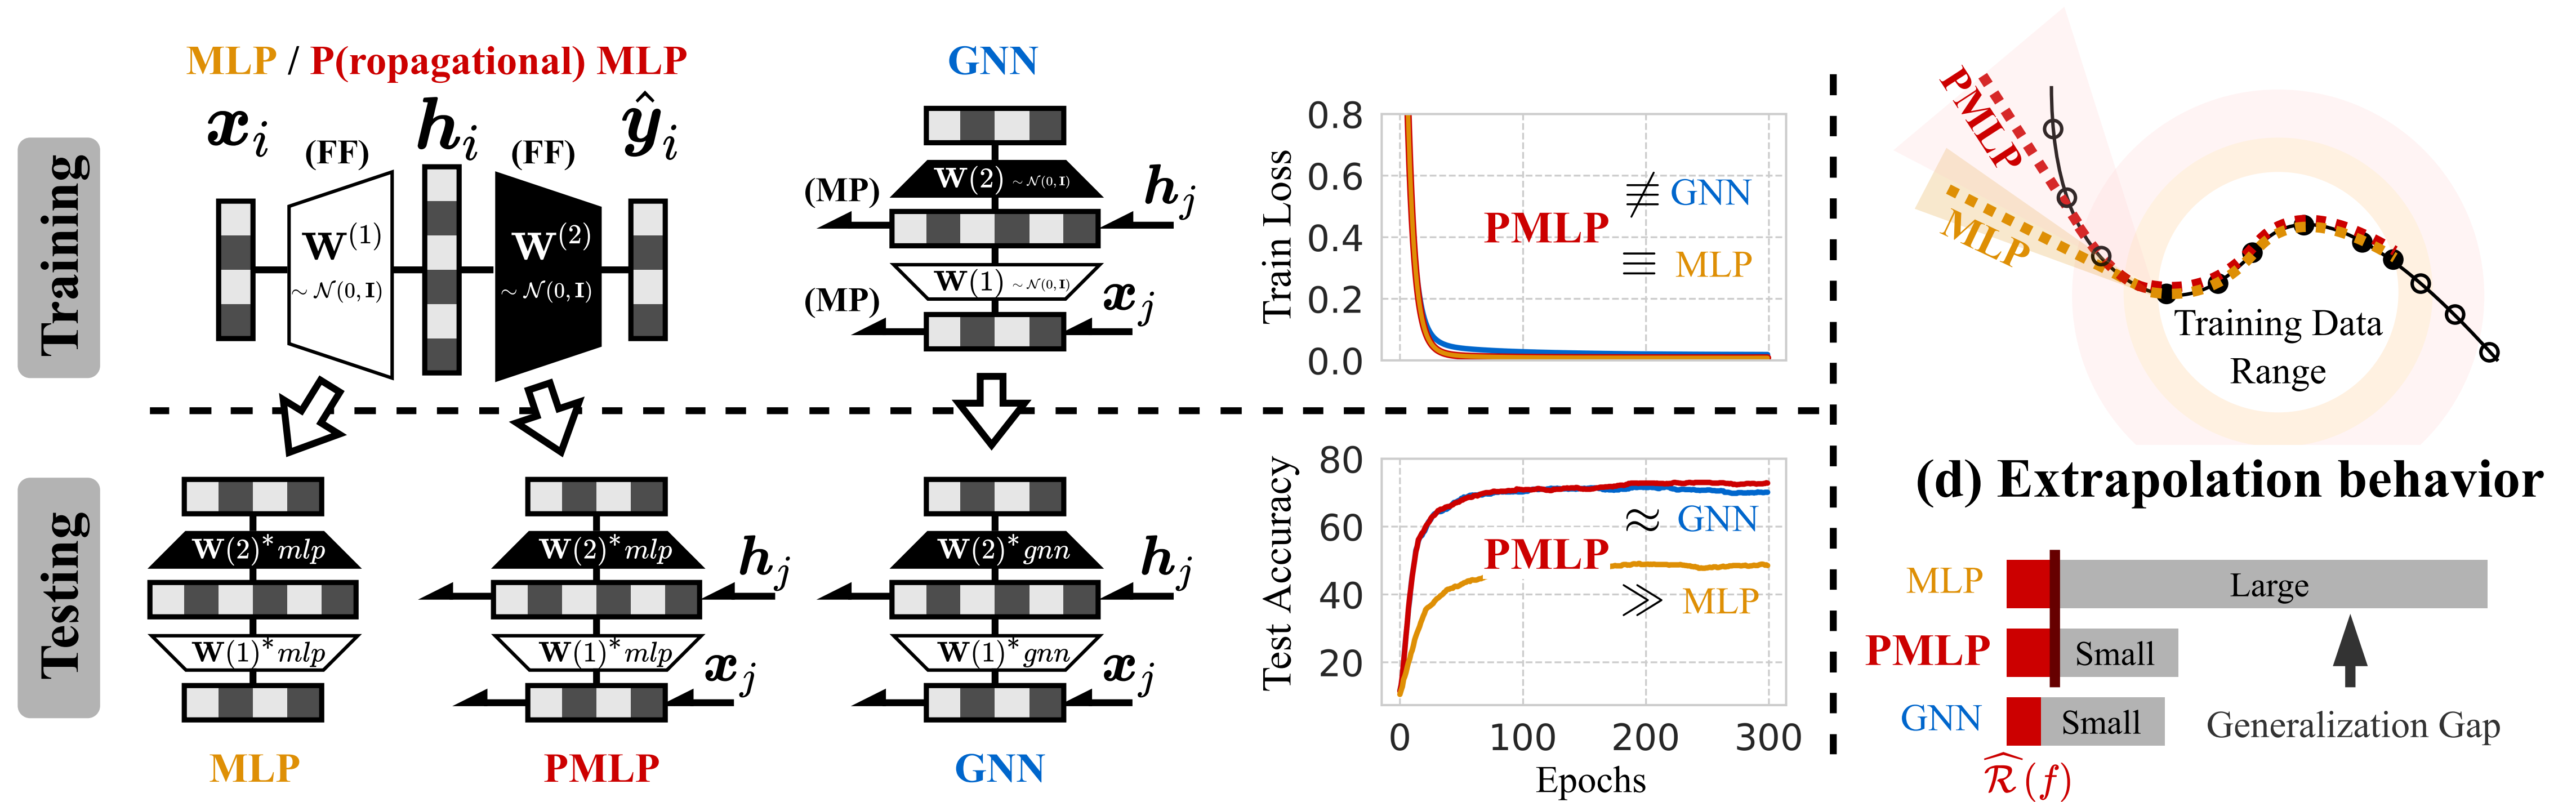 MLP / P(ropagational) MLP
Training
x_i
(FF)
h_i
(FF)
ŷ_i
W^(1)
~ N(0, I)
W^(2)
~ N(0, I)
GNN
W(2) ~ N(0, I)
(MP)
h_j
W(1) ~ N(0, I)
(MP)
x_j
Train Loss
0.8
0.6
0.4
0.2
0.0
≢ GNN
PMLP
≡ MLP
Testing
W(2)*mlp
W(1)*mlp
MLP
W(2)*mlp
h_j
W(1)*mlp
x_j
PMLP
W(2)*gnn
h_j
W(1)*gnn
x_j
GNN
Test Accuracy
80
60
40
20
≈ GNN
PMLP
≫ MLP
0 100 200 300
Epochs
PMLP
MLP
Training Data
Range
(d) Extrapolation behavior
MLP
Large
PMLP
Small
GNN
Small
Generalization Gap
R̂(f)